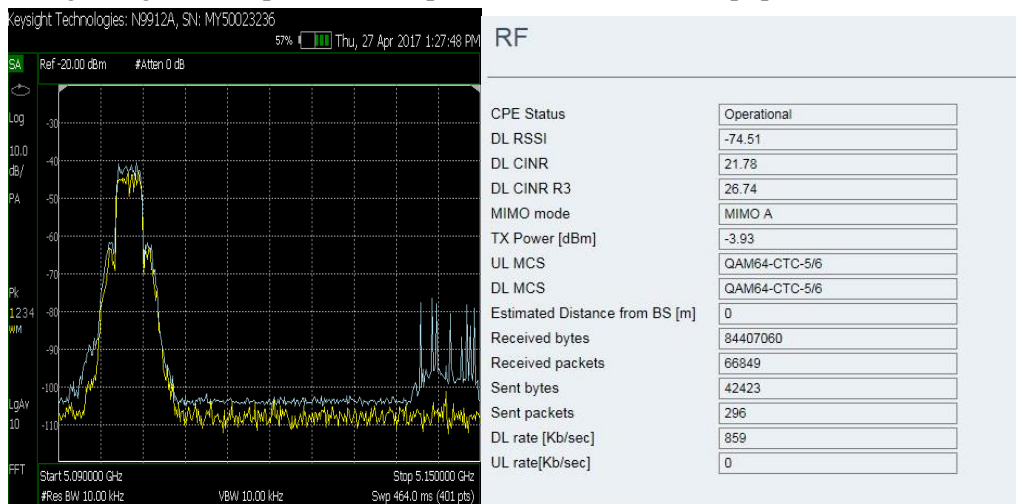 Keysight Technologies: N9912A, SN: MY50023236
57% Thu, 27 Apr 2017 1:27:48 PM
SA Ref -20.00 dBm #Atten 0 dB
Log
10.0
dB/
PA
Pk
1234
WM
LgAv
10
FFT
-30
-40
-50
-60
-70
-80
-90
-100
-110
Start 5.090000 GHz Stop 5.150000 GHz
#Res BW 10.00 kHz VBW 10.00 kHz Swp 464.0 ms (401 pts)
RF
CPE Status Operational
DL RSSI -74.51
DL CINR 21.78
DL CINR R3 26.74
MIMO mode MIMO A
TX Power [dBm] -3.93
UL MCS QAM64-CTC-5/6
DL MCS QAM64-CTC-5/6
Estimated Distance from BS [m] 0
Received bytes 84407060
Received packets 66849
Sent bytes 42423
Sent packets 296
DL rate [Kb/sec] 859
UL rate[Kb/sec] 0